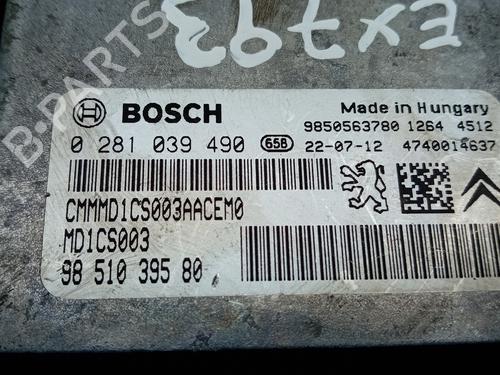 EX793
B-PARTS
BOSCH
Made in Hungary
0 281 039 490 65B
9850563780 1264 4512
22-07-12 4740014637
CMMMD1CS003AACEM0
MD1CS003
98 510 395 80